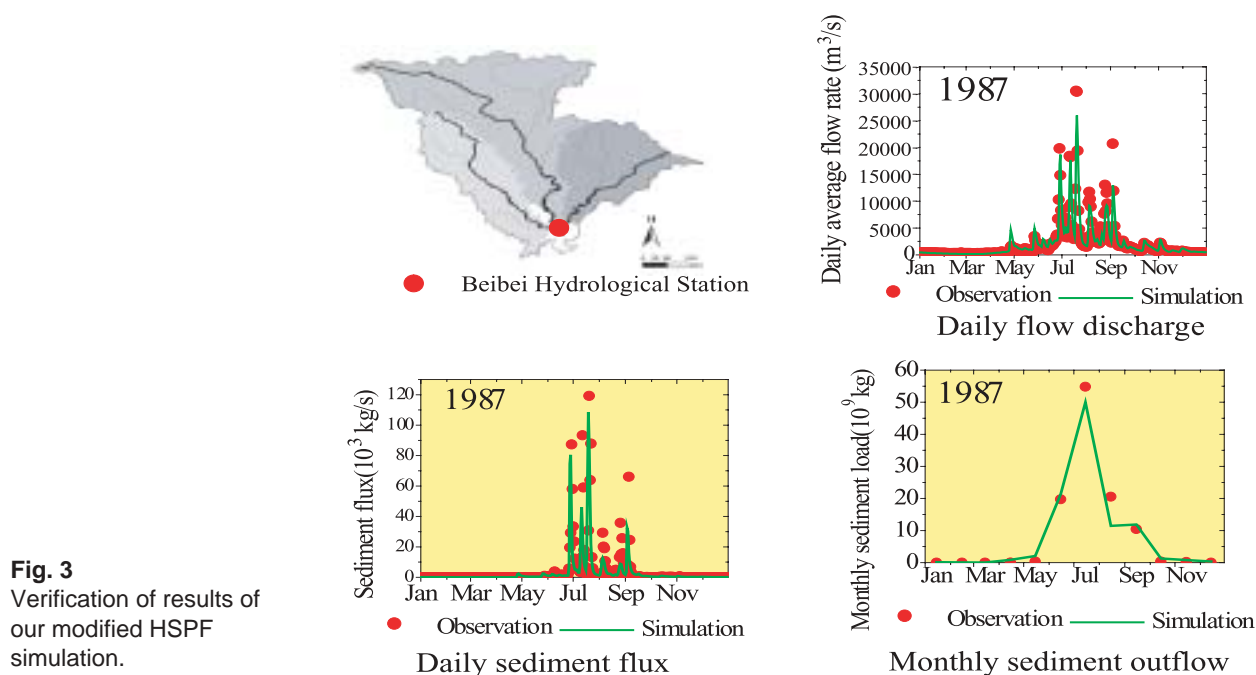 N
Beibei Hydrological Station
Daily average flow rate (m³/s)
35000
30000
25000
20000
15000
10000
5000
0
1987
Jan Mar May Jul Sep Nov
Observation Simulation
Daily flow discharge
Sediment flux(10³ kg/s)
120
100
80
60
40
20
0
1987
Jan Mar May Jul Sep Nov
Observation Simulation
Daily sediment flux
Monthly sediment load(10⁹ kg)
60
50
40
30
20
10
0
1987
Jan Mar May Jul Sep Nov
Observation Simulation
Monthly sediment outflow
Fig. 3
Verification of results of
our modified HSPF
simulation.